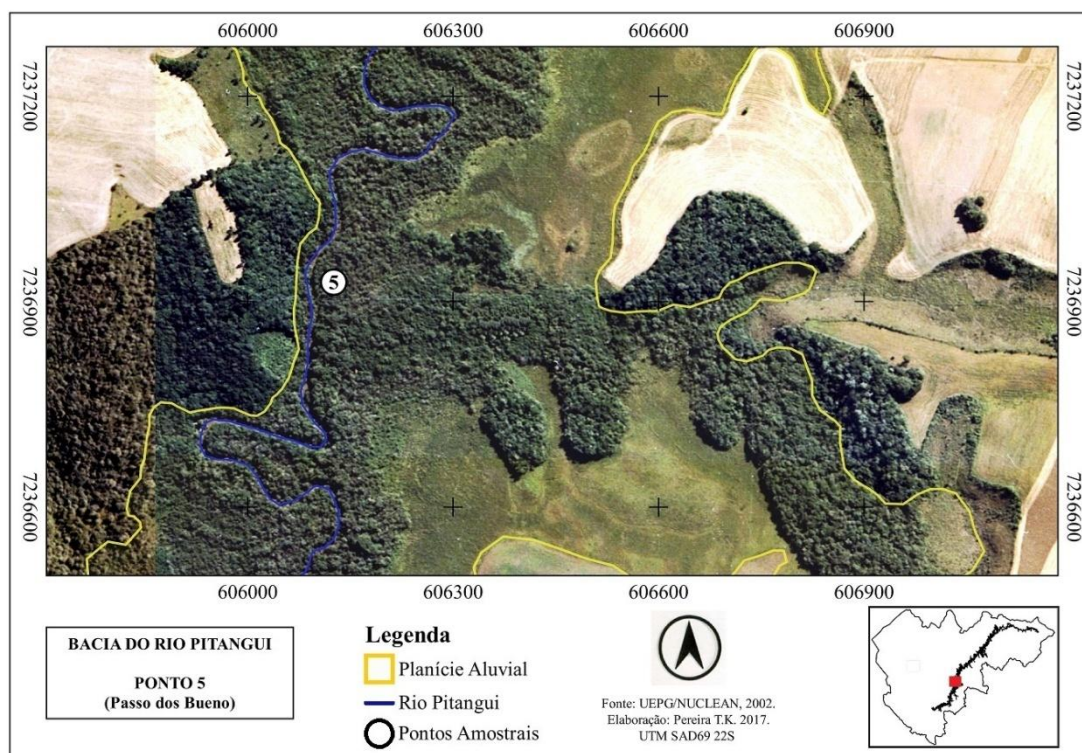 606000 606300 606600 606900
7237200 7237200
5
7236900 7236900
7236600 7236600
606000 606300 606600 606900
BACIA DO RIO PITANGUI
PONTO 5
(Passo dos Bueno)
Legenda
Planície Aluvial
Rio Pitangui
Pontos Amostrais
Fonte: UEPG/NUCLEAN, 2002.
Elaboração: Pereira T.K. 2017.
UTM SAD69 22S